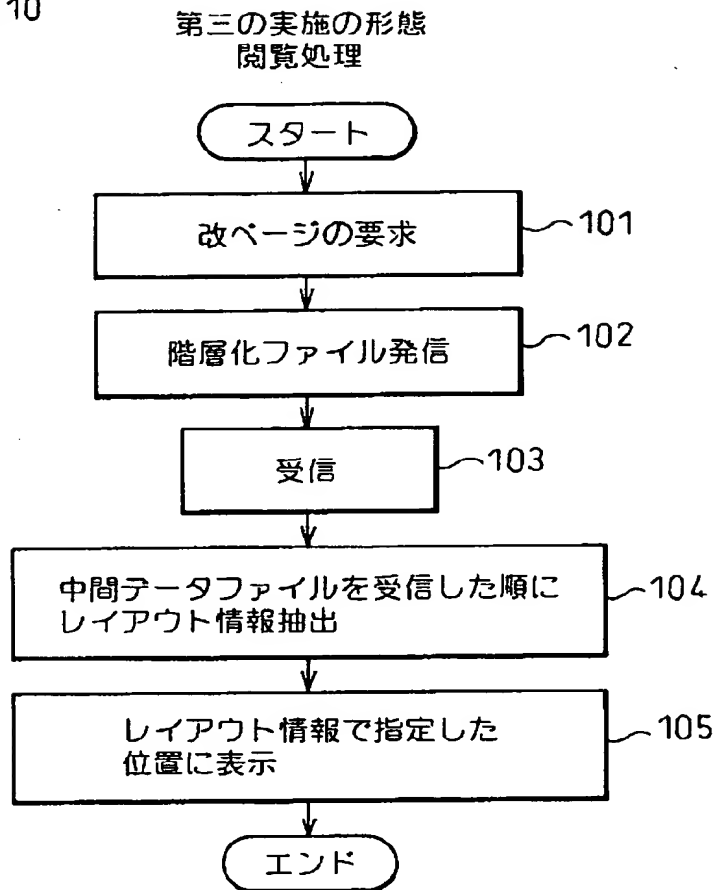 10
第三の実施の形態
閲覧処理
スタート
改ページの要求
101
階層化ファイル発信
102
受信
103
中間データファイルを受信した順に
レイアウト情報抽出
104
レイアウト情報で指定した
位置に表示
105
エンド